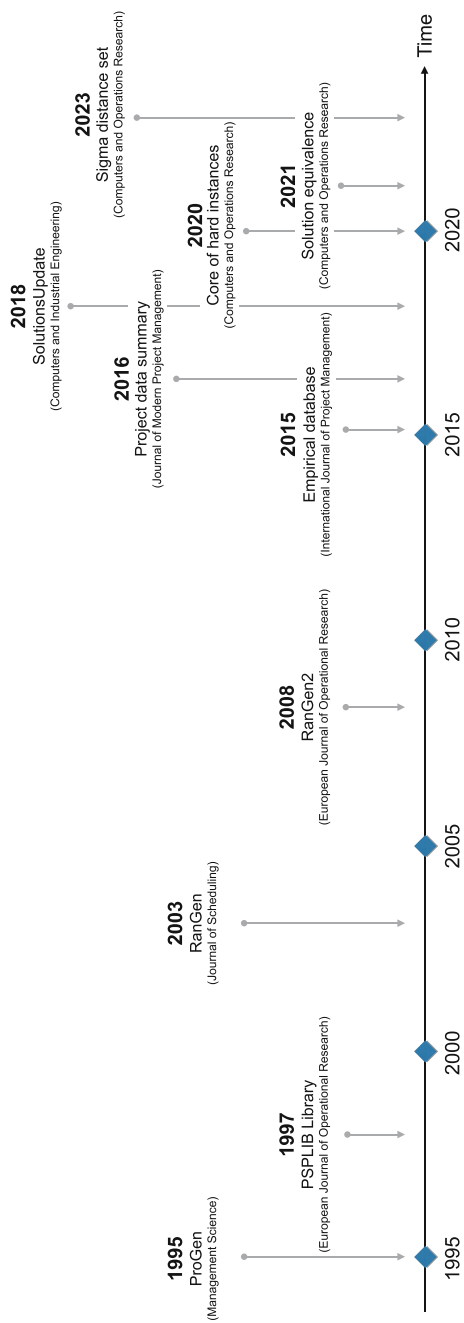 1995
ProGen
(Management Science)
1997
PSPLIB Library
(European Journal of Operational Research)
2003
RanGen
(Journal of Scheduling)
2008
RanGen2
(European Journal of Operational Research)
2015
Empirical database
(International Journal of Project Management)
2016
Project data summary
(Journal of Modern Project Management)
2018
SolutionsUpdate
(Computers and Industrial Engineering)
2020
Core of hard instances
(Computers and Operations Research)
2021
Solution equivalence
(Computers and Operations Research)
2023
Sigma distance set
(Computers and Operations Research)
1995
2000
2005
2010
2015
2020
Time